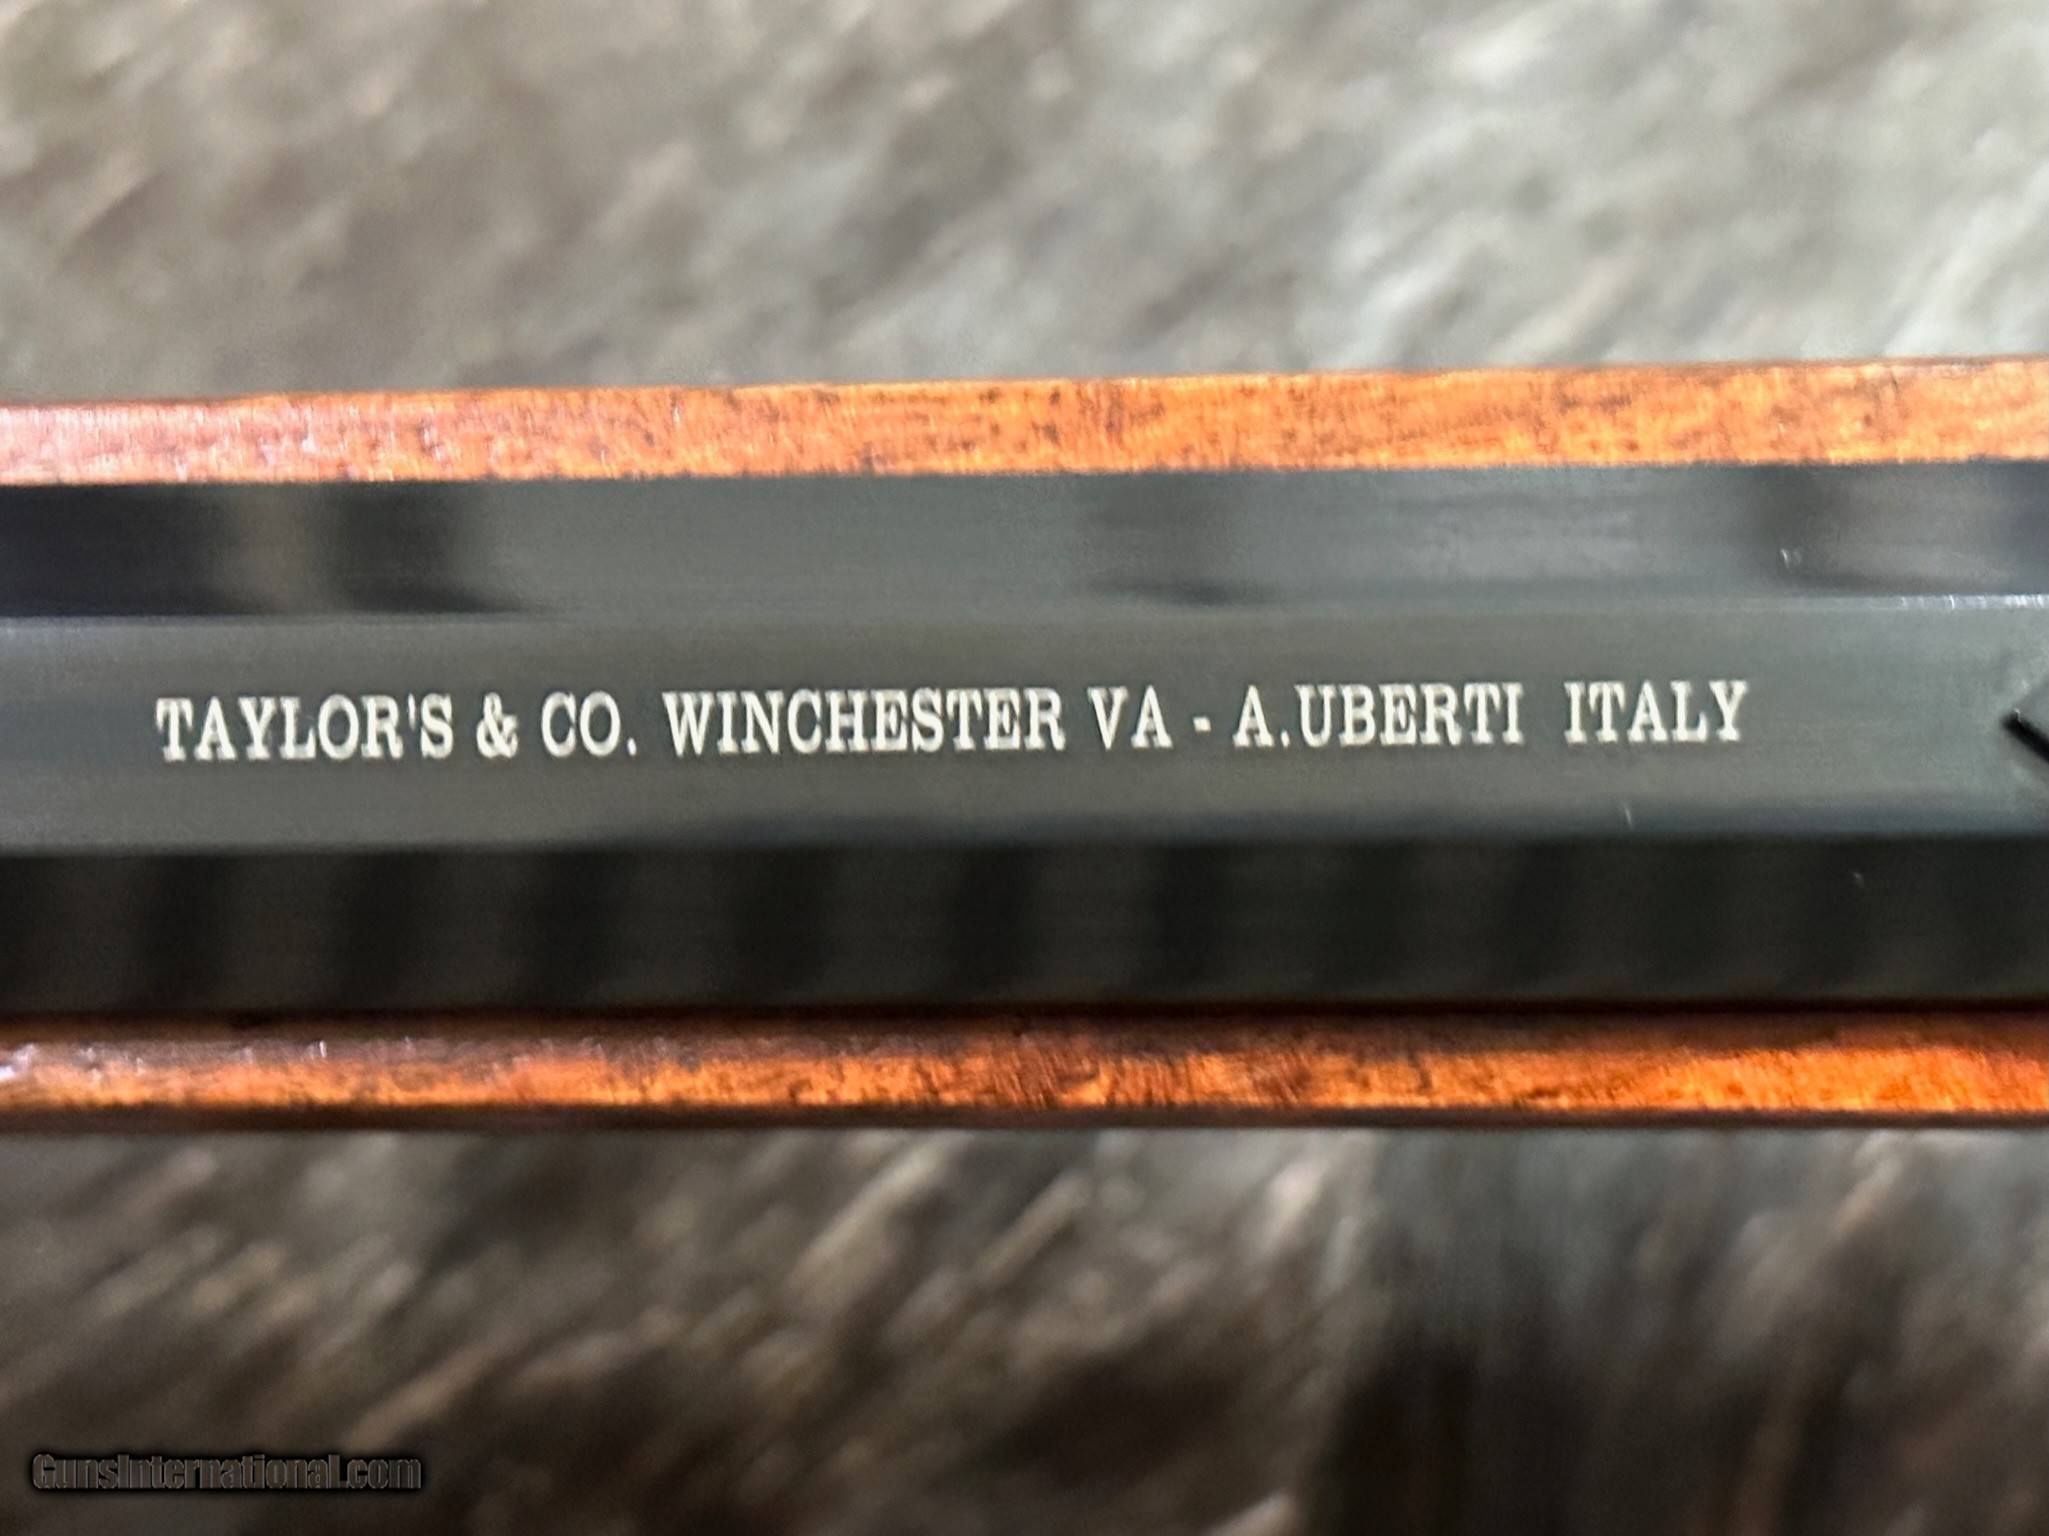 TAYLOR'S & CO. WINCHESTER VA - A.UBERTI ITALY
GunsInternational.com